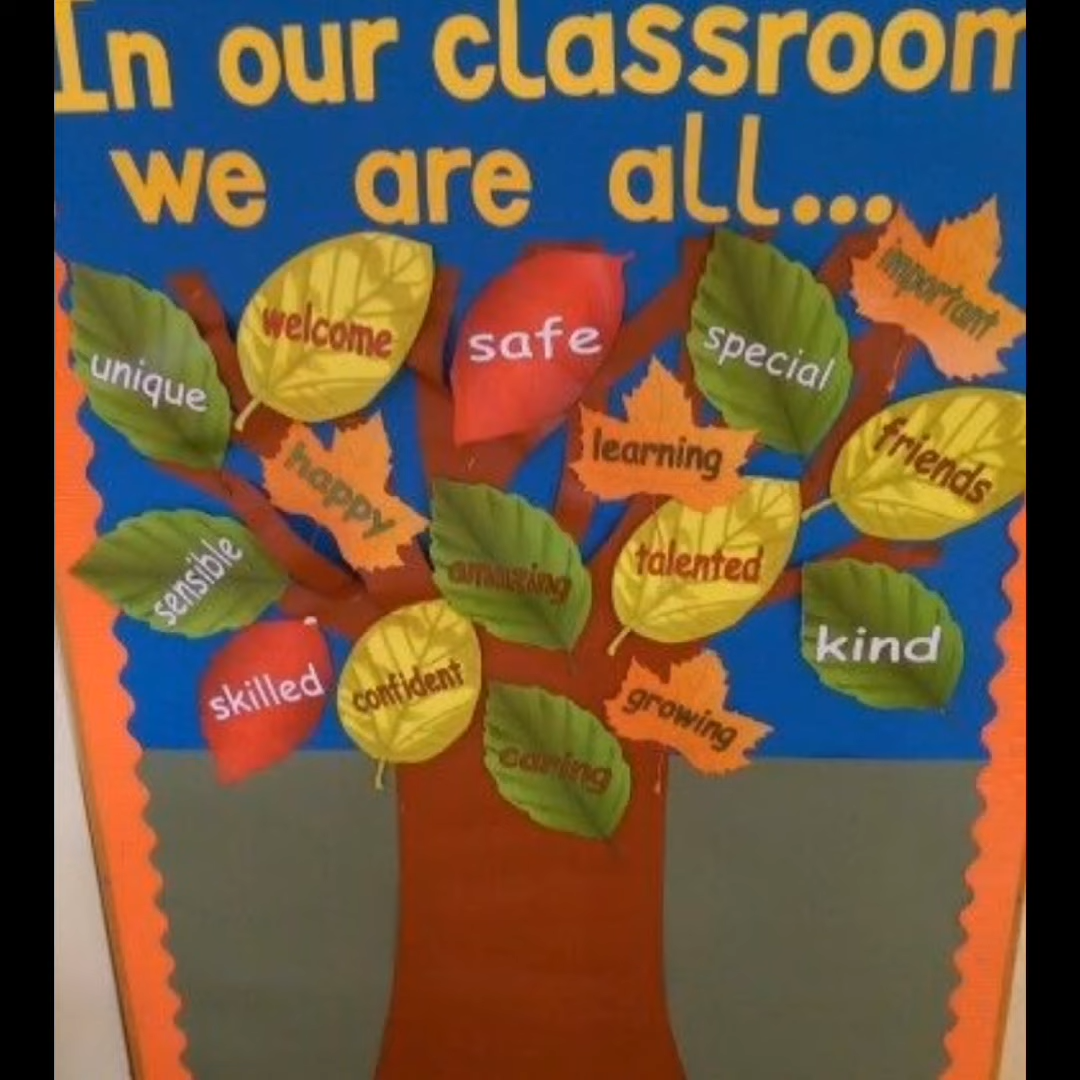 In our classroom
we are all...
important
welcome
safe
special
unique
learning
friends
happy
amazing
talented
sensible
kind
skilled
confident
growing
caring